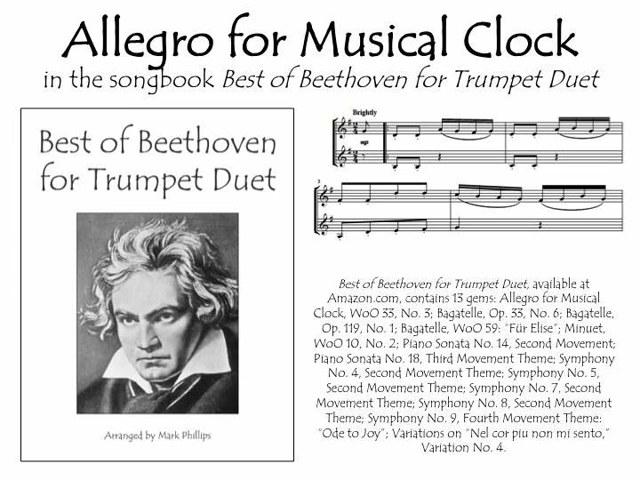 Allegro for Musical Clock
in the songbook Best of Beethoven for Trumpet Duet
Best of Beethoven
for Trumpet Duet
Arranged by Mark Phillips
Brightly
mp
Best of Beethoven for Trumpet Duet, available at
Amazon.com, contains 13 gems: Allegro for Musical
Clock, WoO 33, No. 3; Bagatelle, Op. 33, No. 6; Bagatelle,
Op. 119, No. 1; Bagatelle, WoO 59: "Für Elise"; Minuet,
WoO 10, No. 2; Piano Sonata No. 14, Second Movement;
Piano Sonata No. 18, Third Movement Theme; Symphony
No. 4, Second Movement Theme; Symphony No. 5,
Second Movement Theme; Symphony No. 7, Second
Movement Theme; Symphony No. 8, Second Movement
Theme; Symphony No. 9, Fourth Movement Theme:
"Ode to Joy"; Variations on "Nel cor piu non mi sento,"
Variation No. 4.